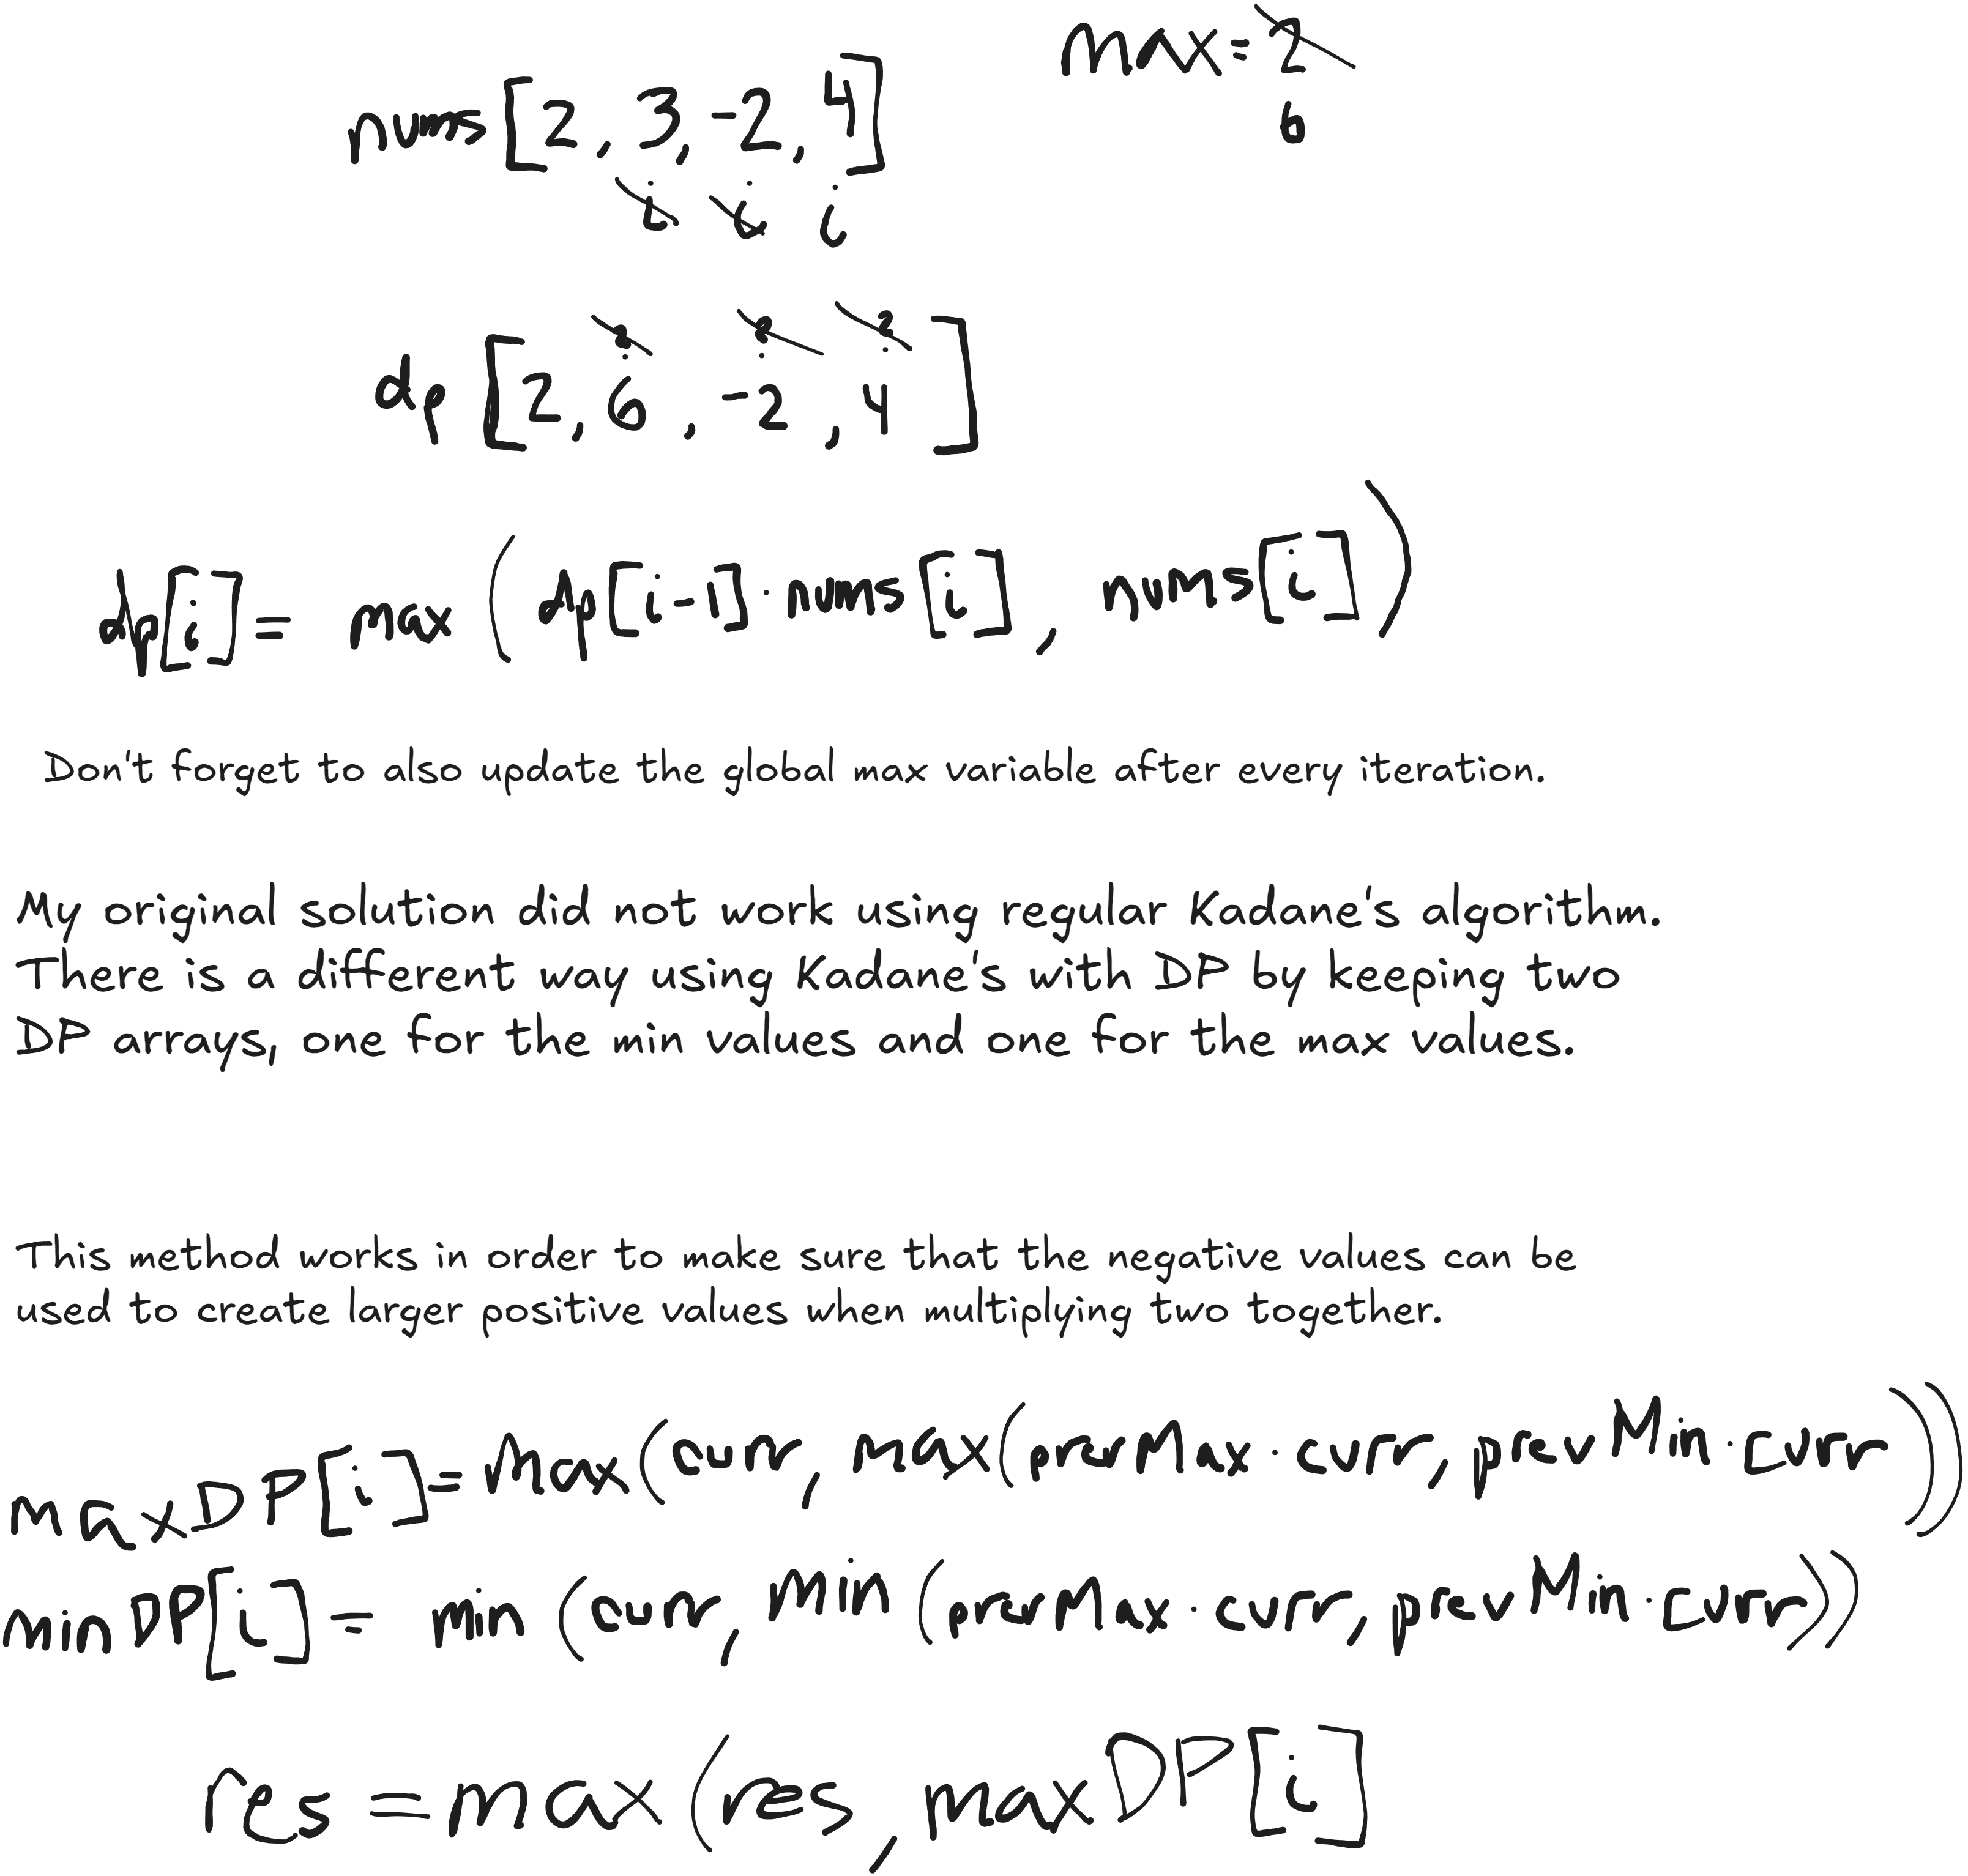 max = 2
6
nums [2, 3, -2, 4]
i i i
2 2 2
dp [2, 6, -2, 4]
dp[i] = max (dp[i-1] · nums[i], nums[i])
Don't forget to also update the global max variable after every iteration.
My original solution did not work using regular Kadane's algorithm.
There is a different way using Kadane's with DP by keeping two
DP arrays, one for the min values and one for the max values.
This method works in order to make sure that the negative values can be
used to create larger positive values when multiplying two together.
maxDP[i] = Max(curr, Max(prevMax · curr, prevMin · curr))
minDP[i] = min (curr, Min (prevMax · curr, prevMin · curr))
res = max (res, maxDP[i]